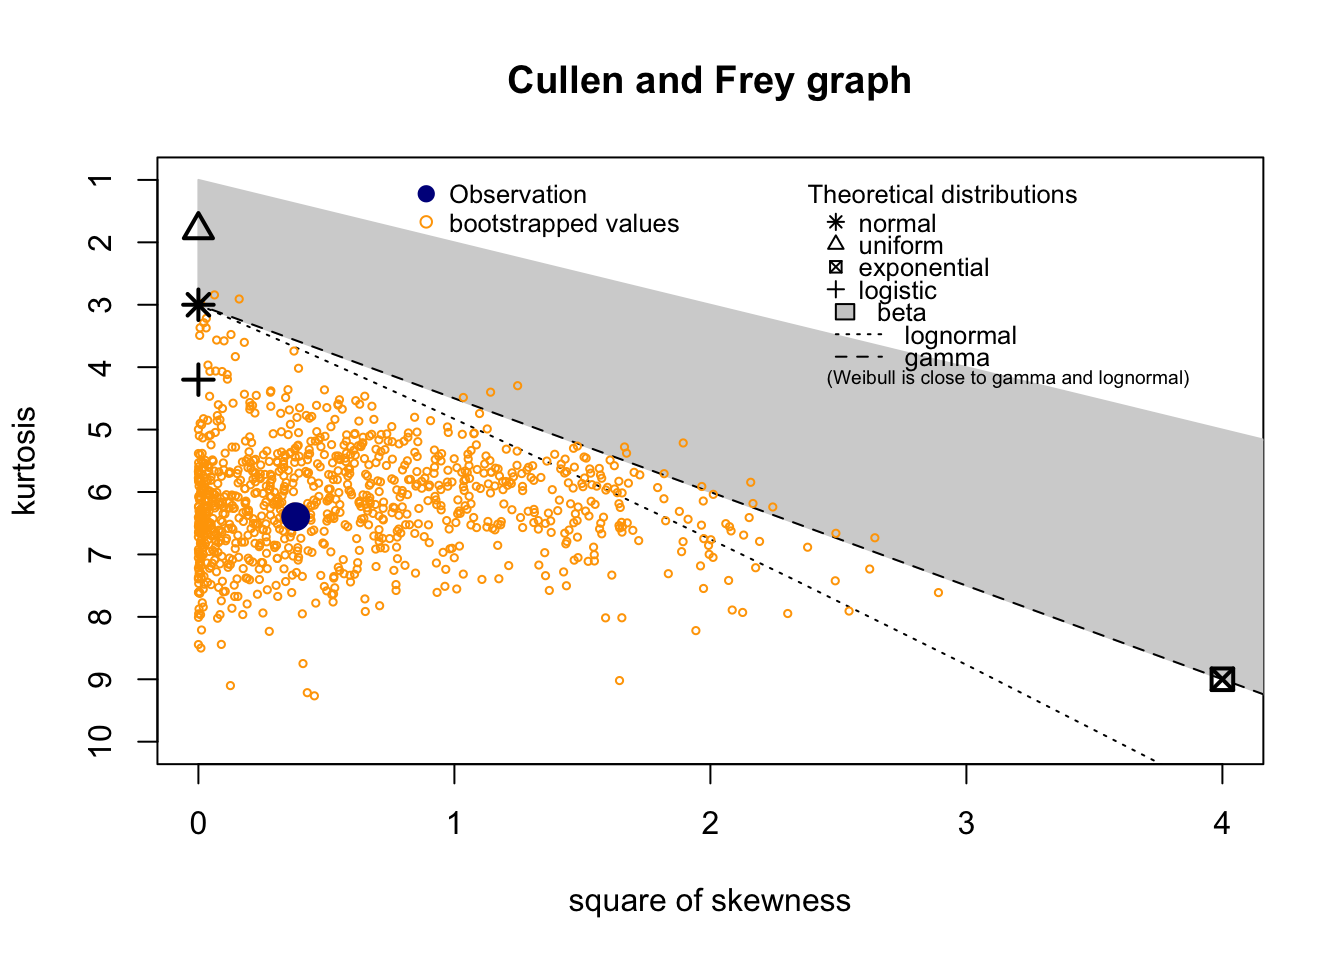 Cullen and Frey graph
Observation
bootstrapped values
Theoretical distributions
normal
uniform
exponential
logistic
beta
lognormal
gamma
(Weibull is close to gamma and lognormal)
kurtosis
1
2
3
4
5
6
7
8
9
10
0 1 2 3 4
square of skewness